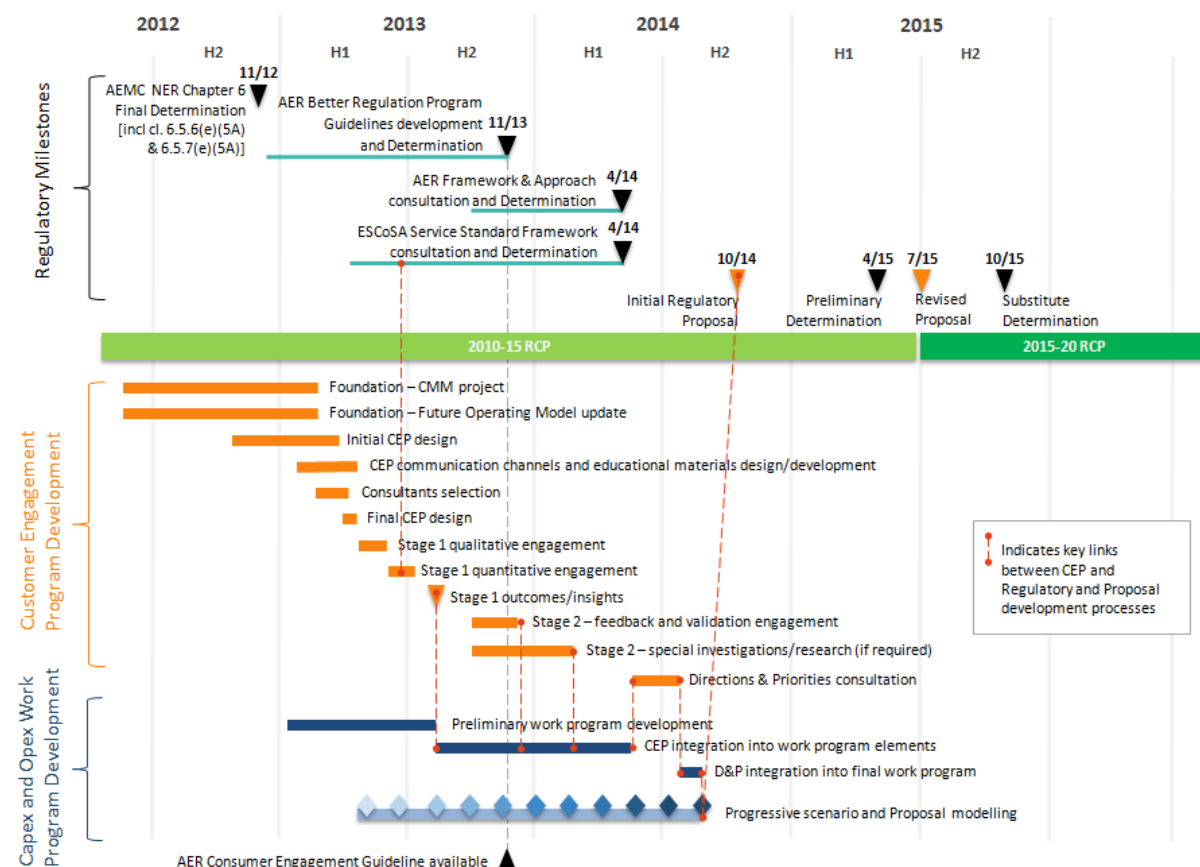 2012
2013
2014
2015
H2
H1
H2
H1
H2
H1
H2
Regulatory Milestones
11/12
AEMC NER Chapter 6
Final Determination
[incl cl. 6.5.6(e)(5A)
& 6.5.7(e)(5A)]
AER Better Regulation Program
Guidelines development
and Determination
11/13
AER Framework & Approach
consultation and Determination
4/14
ESCoSA Service Standard Framework
consultation and Determination
4/14
10/14
Initial Regulatory
Proposal
4/15
Preliminary
Determination
7/15
Revised
Proposal
10/15
Substitute
Determination
2010-15 RCP
2015-20 RCP
Customer Engagement
Program Development
Foundation – CMM project
Foundation – Future Operating Model update
Initial CEP design
CEP communication channels and educational materials design/development
Consultants selection
Final CEP design
Stage 1 qualitative engagement
Stage 1 quantitative engagement
Stage 1 outcomes/insights
Stage 2 – feedback and validation engagement
Stage 2 – special investigations/research (if required)
Directions & Priorities consultation
Indicates key links
between CEP and
Regulatory and Proposal
development processes
Capex and Opex Work
Program Development
Preliminary work program development
CEP integration into work program elements
D&P integration into final work program
Progressive scenario and Proposal modelling
AER Consumer Engagement Guideline available